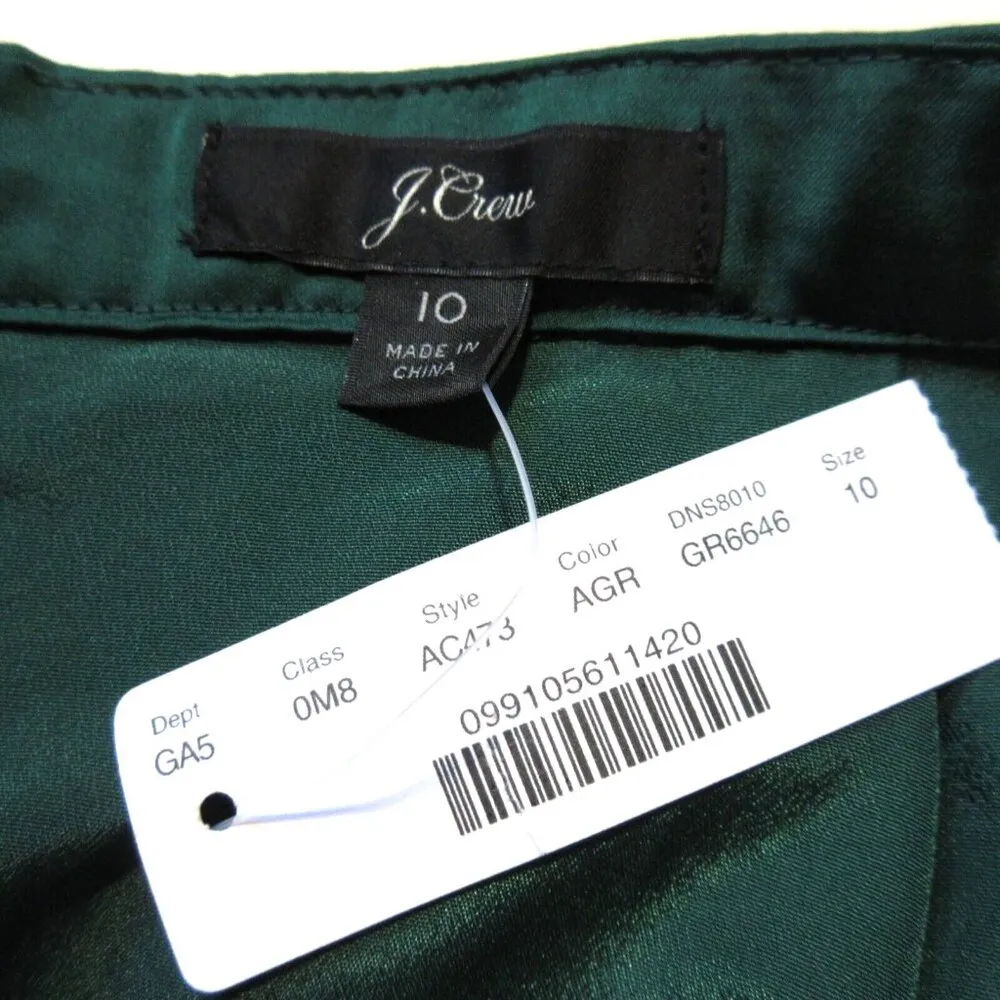 J.Crew
10
MADE IN
CHINA
Dept Class Style Color DNS8010 Size
GA5 0M8 AC473 AGR GR6646 10
099105611420